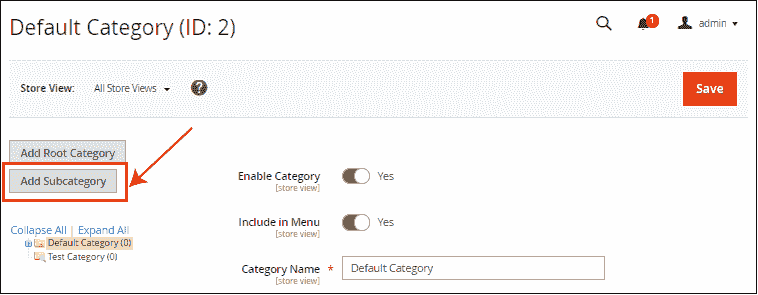 Default Category (ID: 2)
1
admin
Store View: All Store Views ?
Save
Add Root Category
Add Subcategory
Enable Category Yes
[store view]
Include in Menu Yes
[store view]
Collapse All | Expand All
Default Category (0)
Test Category (0)
Category Name * Default Category
[store view]